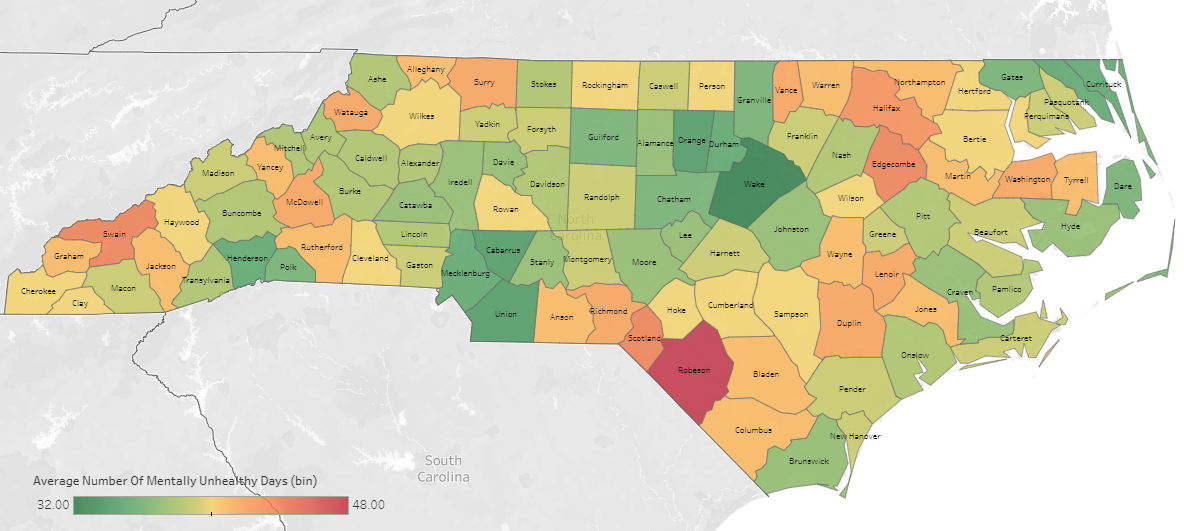 Ashe
Alleghany
Surry
Stokes
Rockingham
Caswell
Person
Granville
Vance
Warren
Northampton
Hertford
Gates
Currituck
Watauga
Wilkes
Yadkin
Forsyth
Guilford
Alamance
Orange
Durham
Franklin
Halifax
Bertie
Perquimans
Pasquotank
Avery
Mitchell
Caldwell
Alexander
Iredell
Davie
Davidson
Randolph
Chatham
Wake
Nash
Edgecombe
Martin
Washington
Tyrrell
Dare
Madison
Yancey
McDowell
Burke
Catawba
Rowan
Wilson
Pitt
Beaufort
Hyde
Swain
Haywood
Buncombe
Rutherford
Cleveland
Lincoln
Gaston
Mecklenburg
Cabarrus
Stanly
Montgomery
North
Carolina
Moore
Lee
Harnett
Johnston
Wayne
Greene
Lenoir
Craven
Pamlico
Graham
Jackson
Transylvania
Henderson
Polk
Cherokee
Clay
Macon
Union
Anson
Richmond
Scotland
Hoke
Cumberland
Sampson
Duplin
Jones
Carteret
Onslow
Robeson
Bladen
Pender
Columbus
Brunswick
New Hanover
South
Carolina
Average Number Of Mentally Unhealthy Days (bin)
32.00 48.00